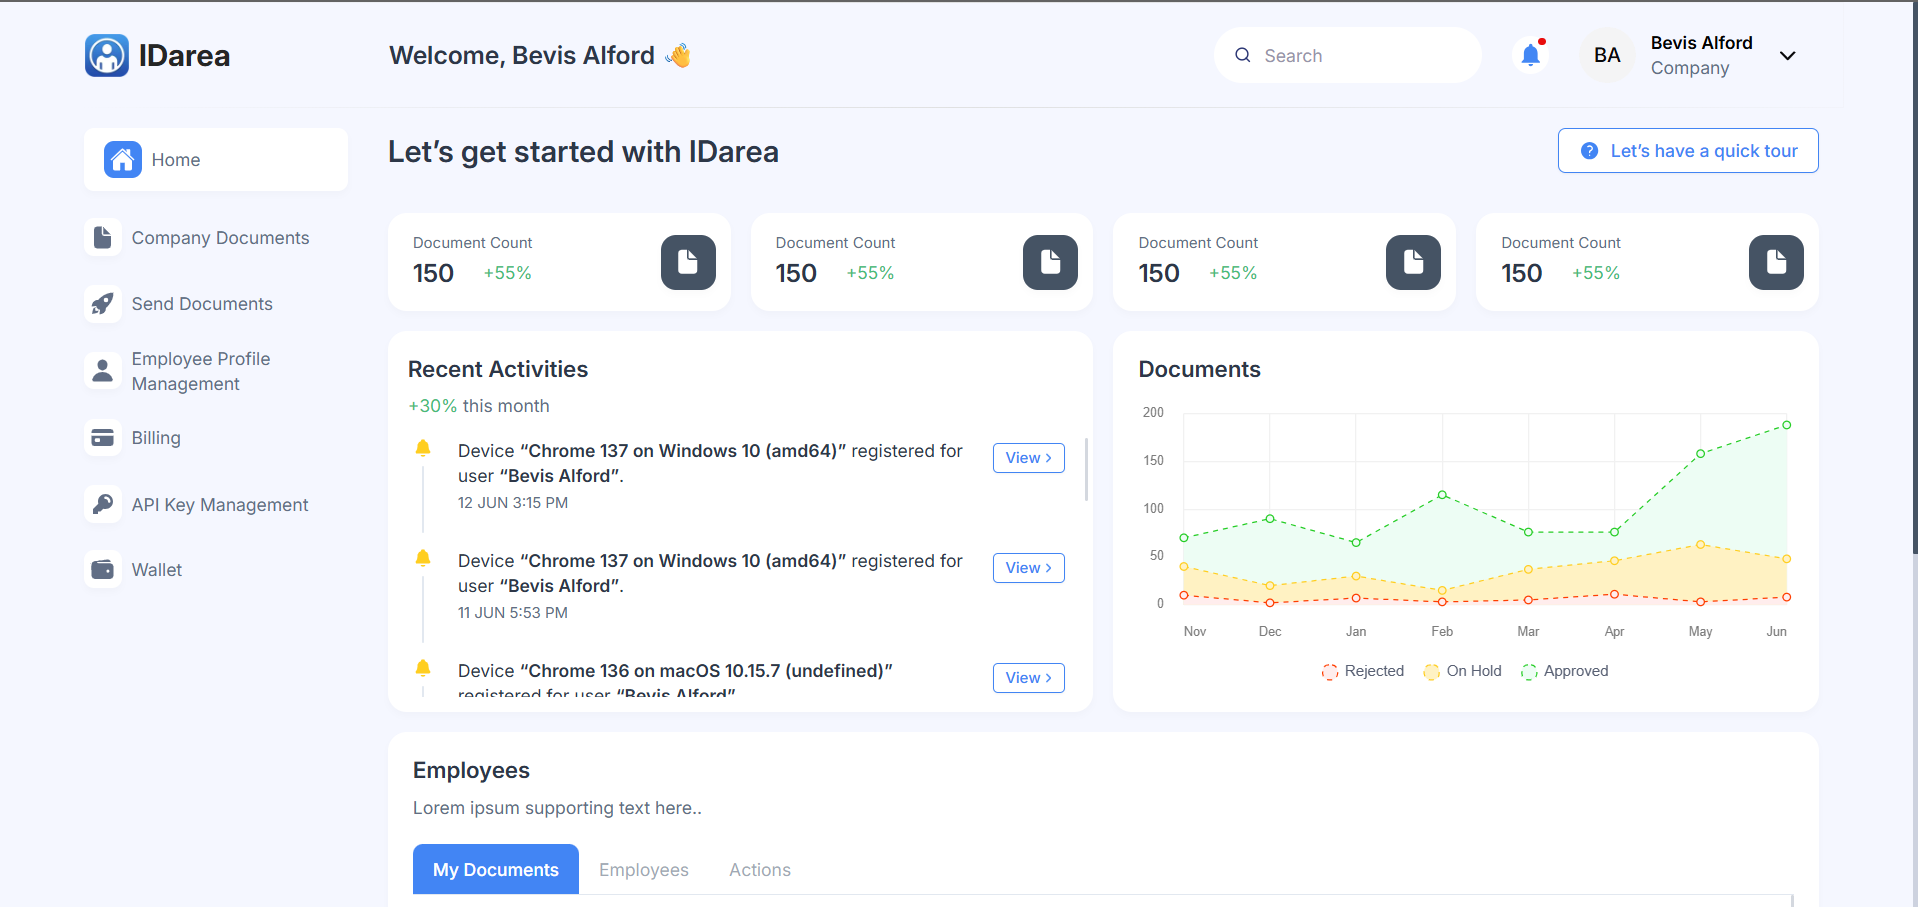 IDarea
Welcome, Bevis Alford 👋
Search
BA
Bevis Alford
Company
Home
Company Documents
Send Documents
Employee Profile
Management
Billing
API Key Management
Wallet
Let’s get started with IDarea
? Let’s have a quick tour
Document Count
150 +55%
Document Count
150 +55%
Document Count
150 +55%
Document Count
150 +55%
Recent Activities
+30% this month
Device “Chrome 137 on Windows 10 (amd64)” registered for
user “Bevis Alford”.
12 JUN 3:15 PM
View >
Device “Chrome 137 on Windows 10 (amd64)” registered for
user “Bevis Alford”.
11 JUN 5:53 PM
View >
Device “Chrome 136 on macOS 10.15.7 (undefined)”
registered for user “Bevis Alford”
View >
Documents
200
150
100
50
0
Nov Dec Jan Feb Mar Apr May Jun
Rejected On Hold Approved
Employees
Lorem ipsum supporting text here..
My Documents Employees Actions